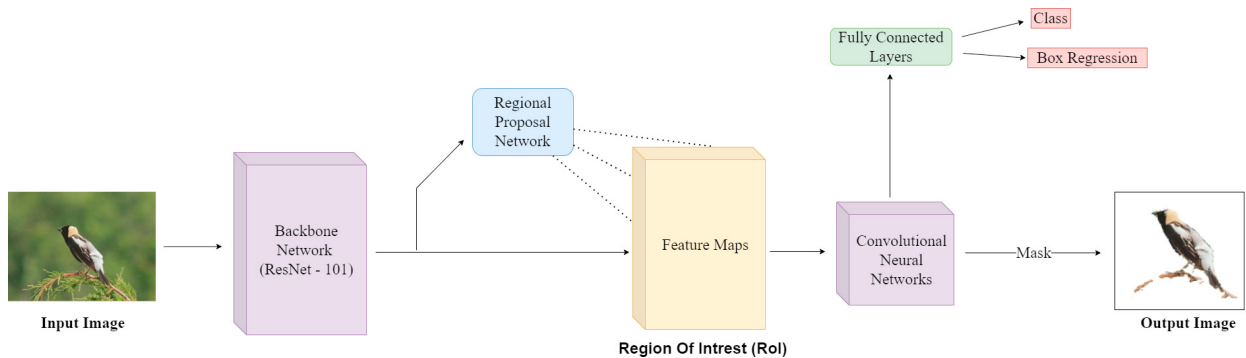 Input Image
Backbone
Network
(ResNet - 101)
Regional
Proposal
Network
Feature Maps
Region Of Intrest (RoI)
Convolutional
Neural
Networks
Fully Connected
Layers
Class
Box Regression
Mask
Output Image